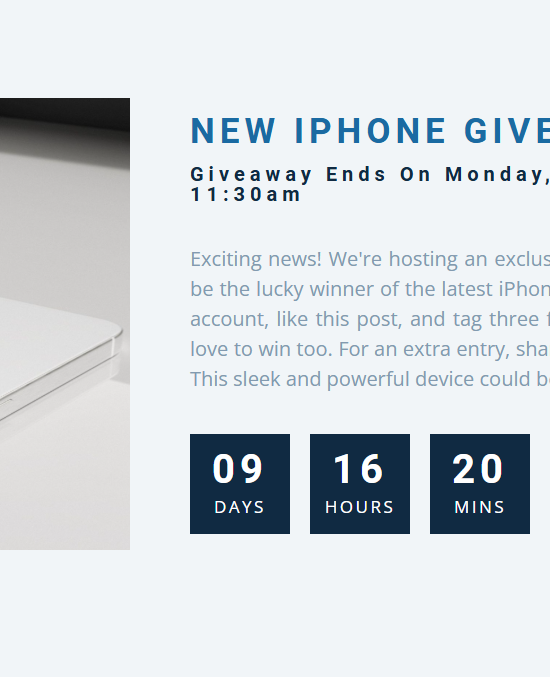 NEW IPHONE GIVE
Giveaway Ends On Monday,
11:30am
Exciting news! We're hosting an exclus
be the lucky winner of the latest iPhon
account, like this post, and tag three f
love to win too. For an extra entry, sha
This sleek and powerful device could b
09 16 20
DAYS HOURS MINS